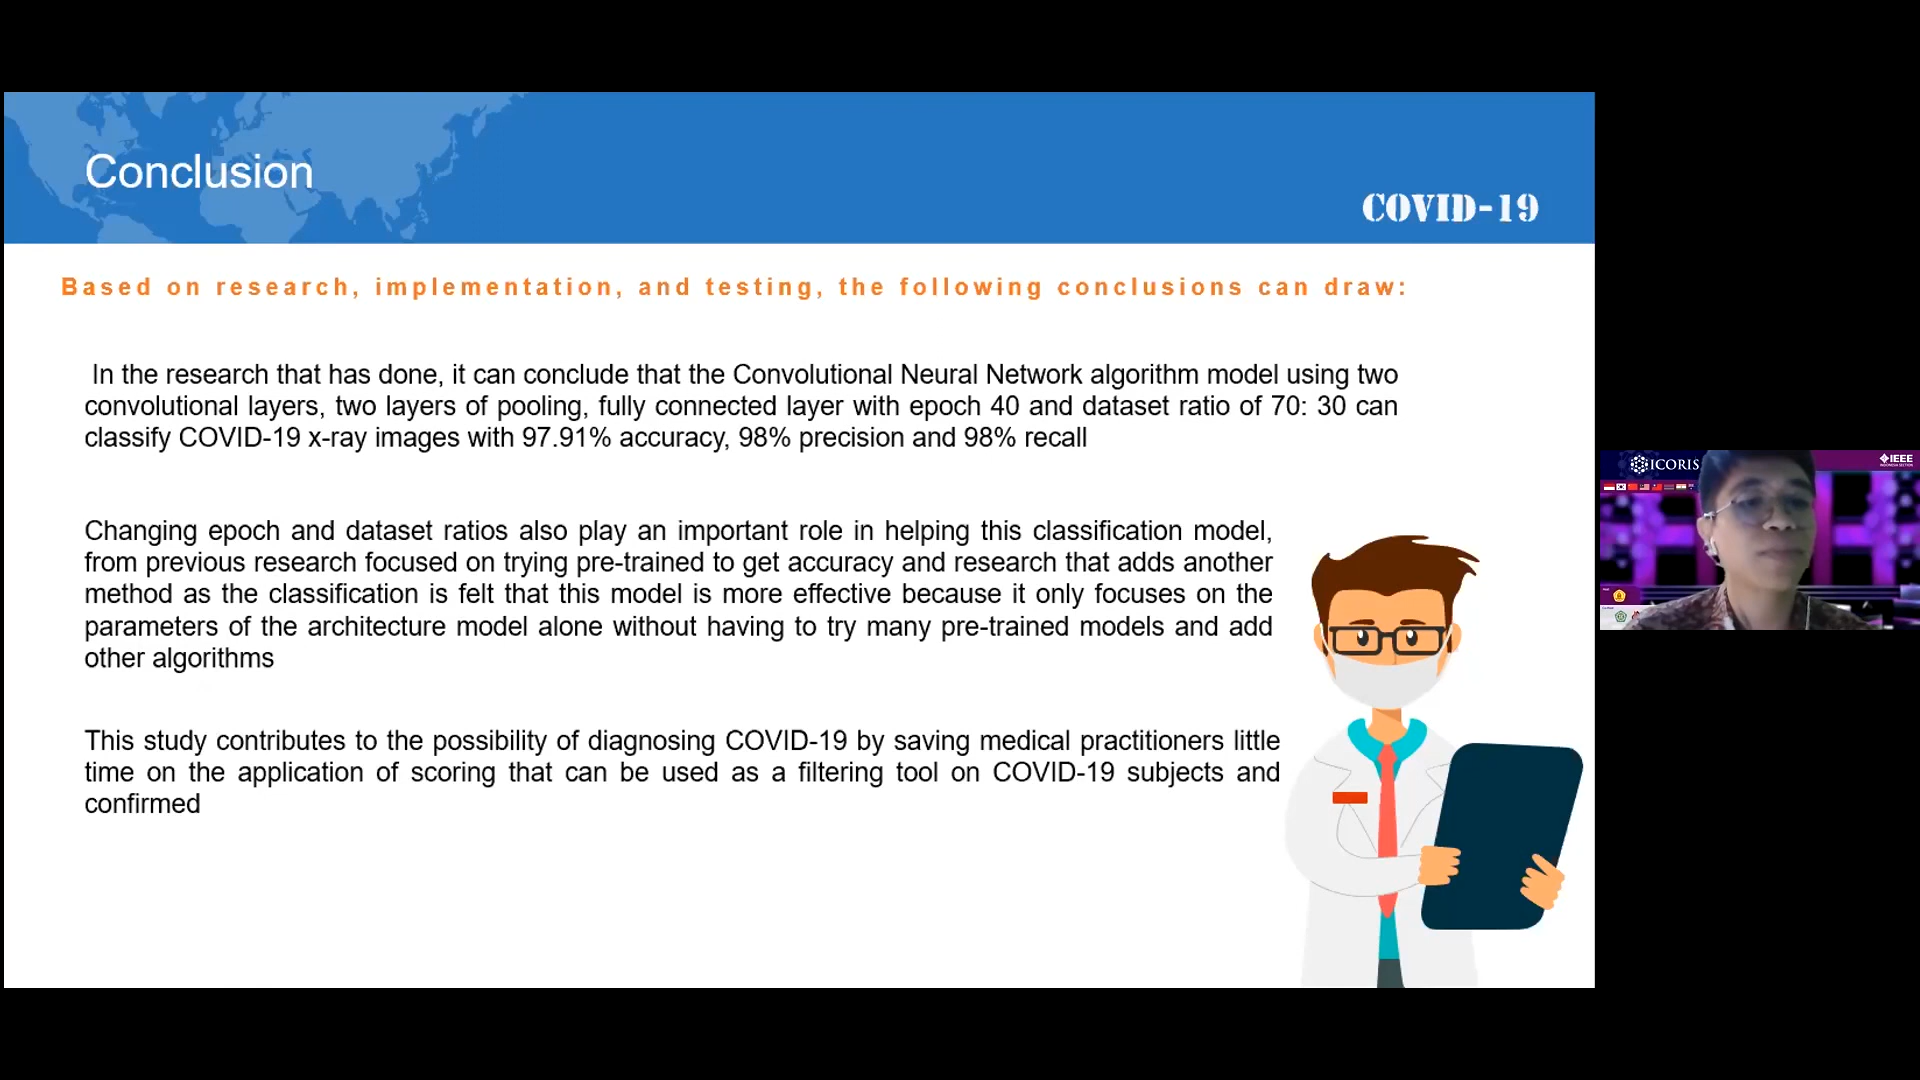 Conclusion
COVID-19
Based on research, implementation, and testing, the following conclusions can draw:
In the research that has done, it can conclude that the Convolutional Neural Network algorithm model using two
convolutional layers, two layers of pooling, fully connected layer with epoch 40 and dataset ratio of 70: 30 can
classify COVID-19 x-ray images with 97.91% accuracy, 98% precision and 98% recall
Changing epoch and dataset ratios also play an important role in helping this classification model,
from previous research focused on trying pre-trained to get accuracy and research that adds another
method as the classification is felt that this model is more effective because it only focuses on the
parameters of the architecture model alone without having to try many pre-trained models and add
other algorithms
This study contributes to the possibility of diagnosing COVID-19 by saving medical practitioners little
time on the application of scoring that can be used as a filtering tool on COVID-19 subjects and
confirmed
ICORIS
IEEE
INDONESIA SECTION